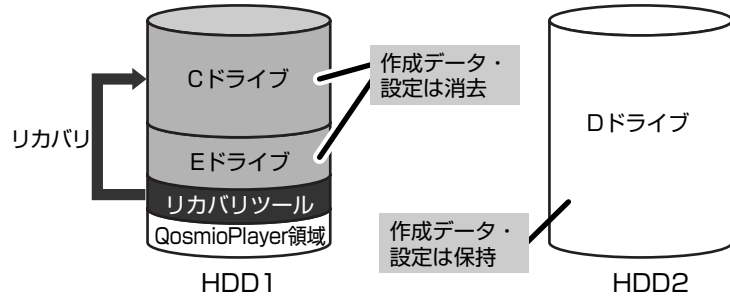 Cドライブ
作成データ・
設定は消去
リカバリ
Eドライブ
リカバリツール
QosmioPlayer領域
HDD1
Dドライブ
作成データ・
設定は保持
HDD2